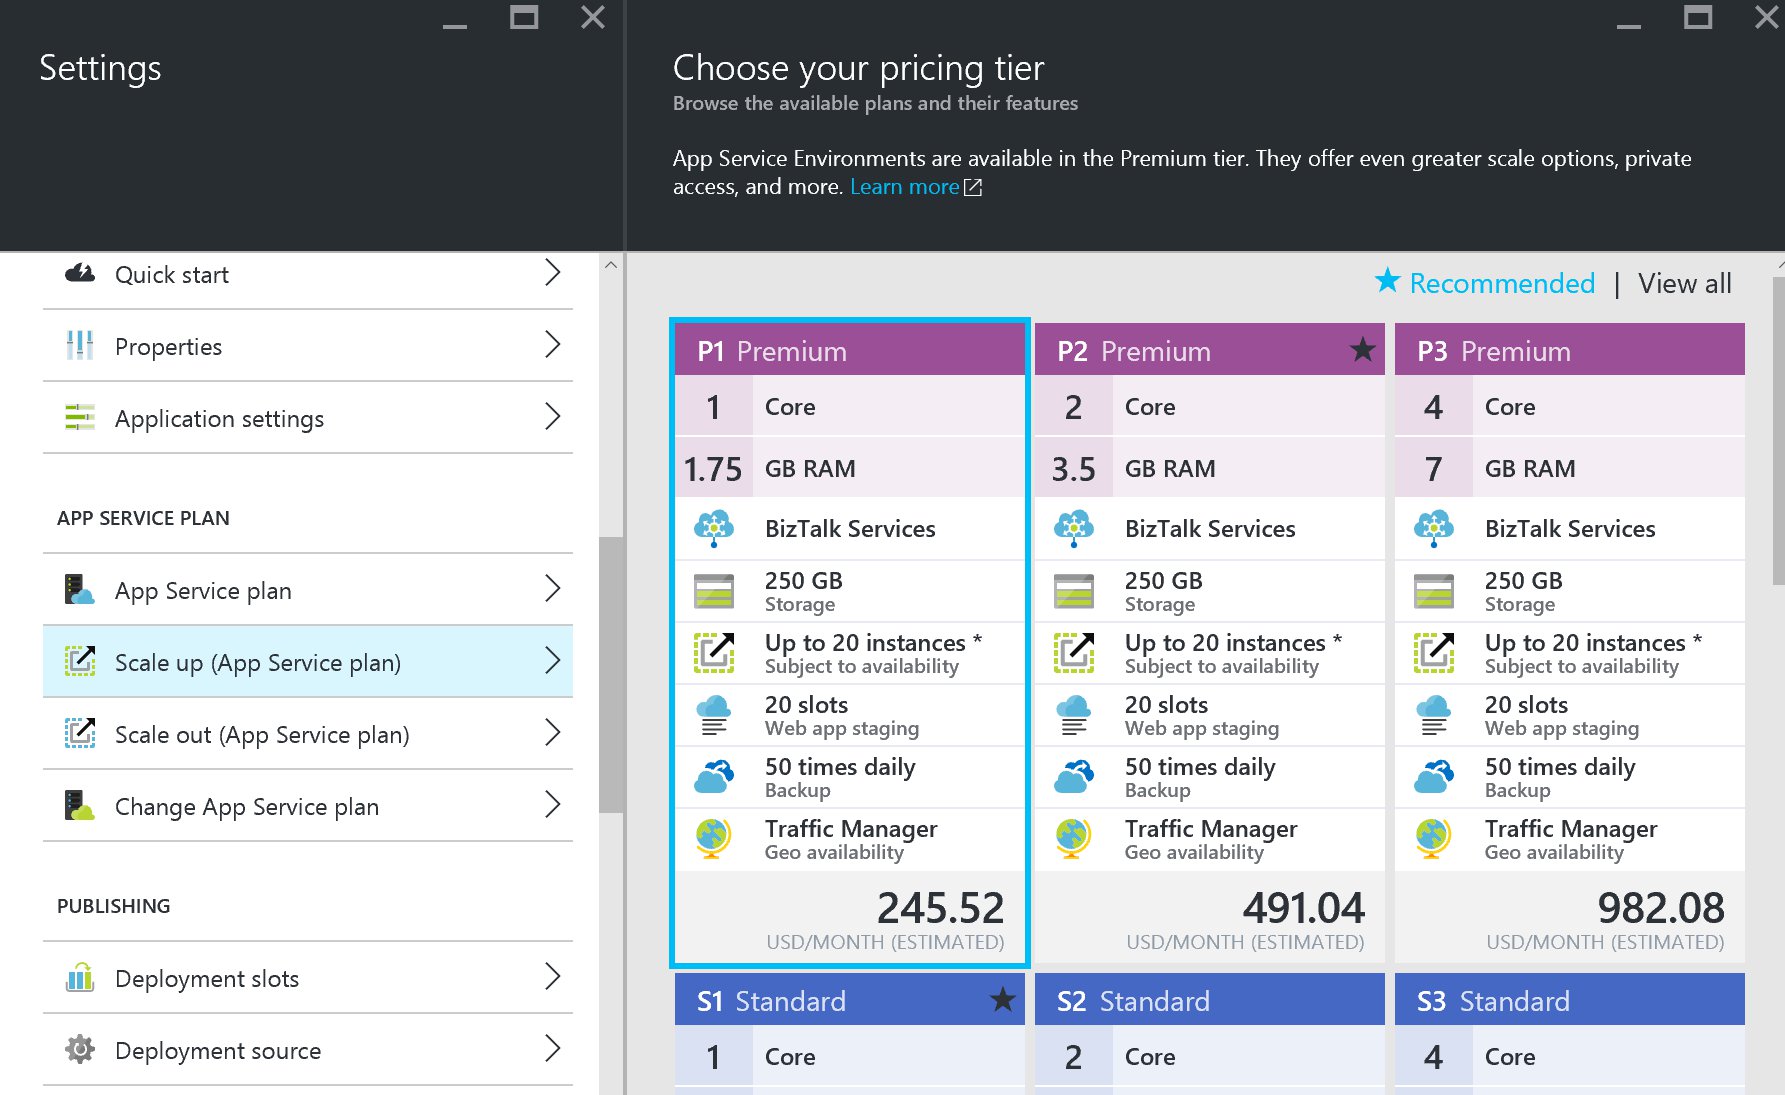 Settings
Quick start
Properties
Application settings
APP SERVICE PLAN
App Service plan
Scale up (App Service plan)
Scale out (App Service plan)
Change App Service plan
PUBLISHING
Deployment slots
Deployment source
Choose your pricing tier
Browse the available plans and their features
App Service Environments are available in the Premium tier. They offer even greater scale options, private
access, and more. Learn more
Recommended | View all
P1 Premium
1 Core
1.75 GB RAM
BizTalk Services
250 GB
Storage
Up to 20 instances *
Subject to availability
20 slots
Web app staging
50 times daily
Backup
Traffic Manager
Geo availability
245.52
USD/MONTH (ESTIMATED)
P2 Premium
2 Core
3.5 GB RAM
BizTalk Services
250 GB
Storage
Up to 20 instances *
Subject to availability
20 slots
Web app staging
50 times daily
Backup
Traffic Manager
Geo availability
491.04
USD/MONTH (ESTIMATED)
P3 Premium
4 Core
7 GB RAM
BizTalk Services
250 GB
Storage
Up to 20 instances *
Subject to availability
20 slots
Web app staging
50 times daily
Backup
Traffic Manager
Geo availability
982.08
USD/MONTH (ESTIMATED)
S1 Standard
1 Core
S2 Standard
2 Core
S3 Standard
4 Core